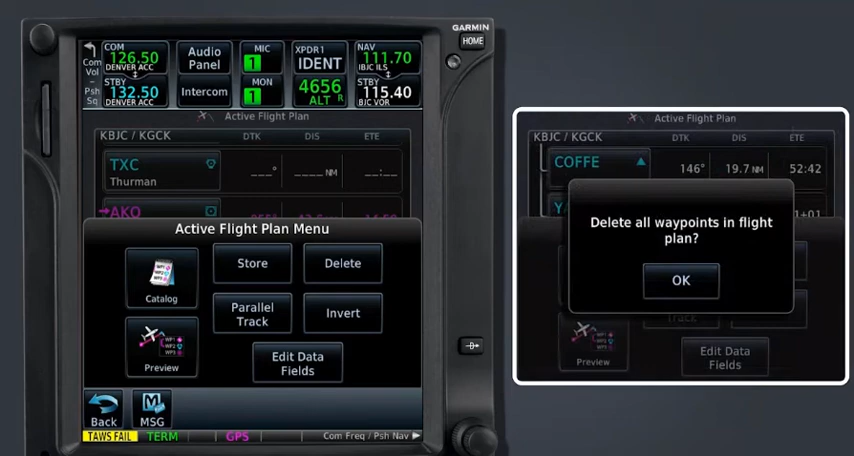 GARMIN
HOME
Com
Vol
–
Psh
Sq
COM
126.50
DENVER ACC
STBY
132.50
DENVER ACC
Audio
Panel
Intercom
MIC
1
MON
1
XPDR1
IDENT
4656
ALT R
NAV
111.70
IBJC ILS
STBY
115.40
BJC VOR
Active Flight Plan
KBJC / KGCK DTK DIS ETE
TXC
Thurman
___° ____NM __:__
AKO
Active Flight Plan Menu
Catalog
Store
Delete
Parallel
Track
Invert
Preview
Edit Data
Fields
Back
MSG
TAWS FAIL TERM GPS Com Freq / Psh Nav
Active Flight Plan
KBJC / KGCK DTK DIS ETE
COFFE 146° 19.7 NM 52:42
1+01
Delete all waypoints in flight
plan?
OK
Track
Preview
Edit Data
Fields